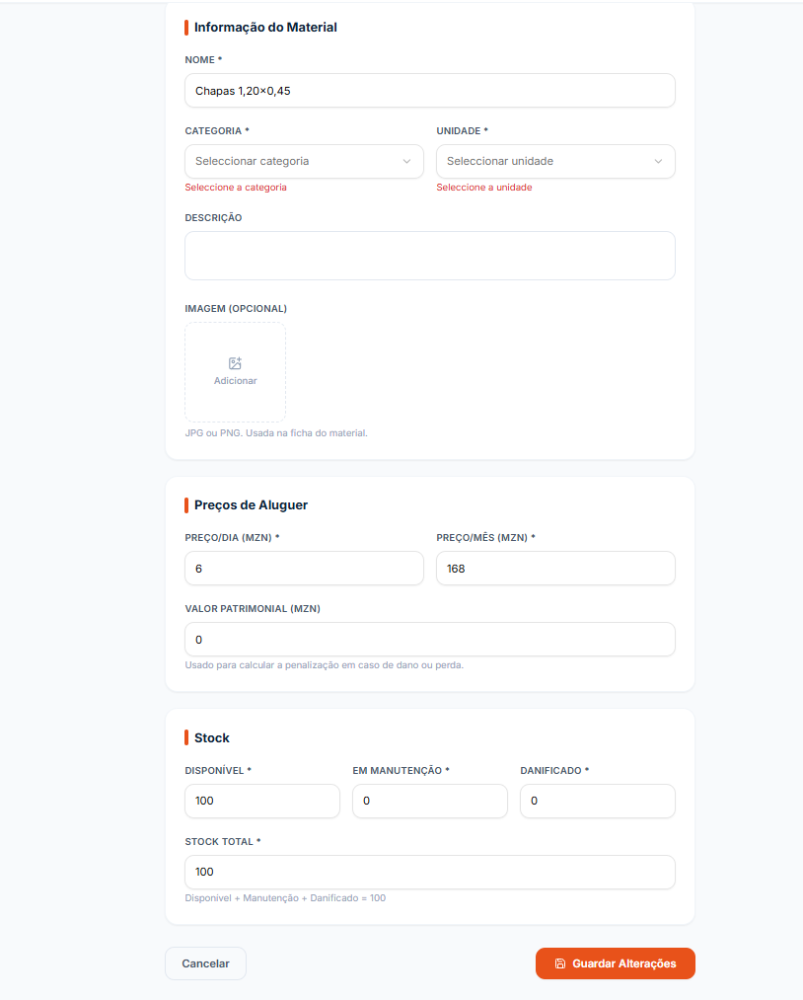 Informação do Material
NOME *
Chapas 1,20×0,45
CATEGORIA * UNIDADE *
Seleccionar categoria Seleccionar unidade
Seleccione a categoria Seleccione a unidade
DESCRIÇÃO
IMAGEM (OPCIONAL)
Adicionar
JPG ou PNG. Usada na ficha do material.
Preços de Aluguer
PREÇO/DIA (MZN) * PREÇO/MÊS (MZN) *
6 168
VALOR PATRIMONIAL (MZN)
0
Usado para calcular a penalização em caso de dano ou perda.
Stock
DISPONÍVEL * EM MANUTENÇÃO * DANIFICADO *
100 0 0
STOCK TOTAL *
100
Disponível + Manutenção + Danificado = 100
Cancelar Guardar Alterações